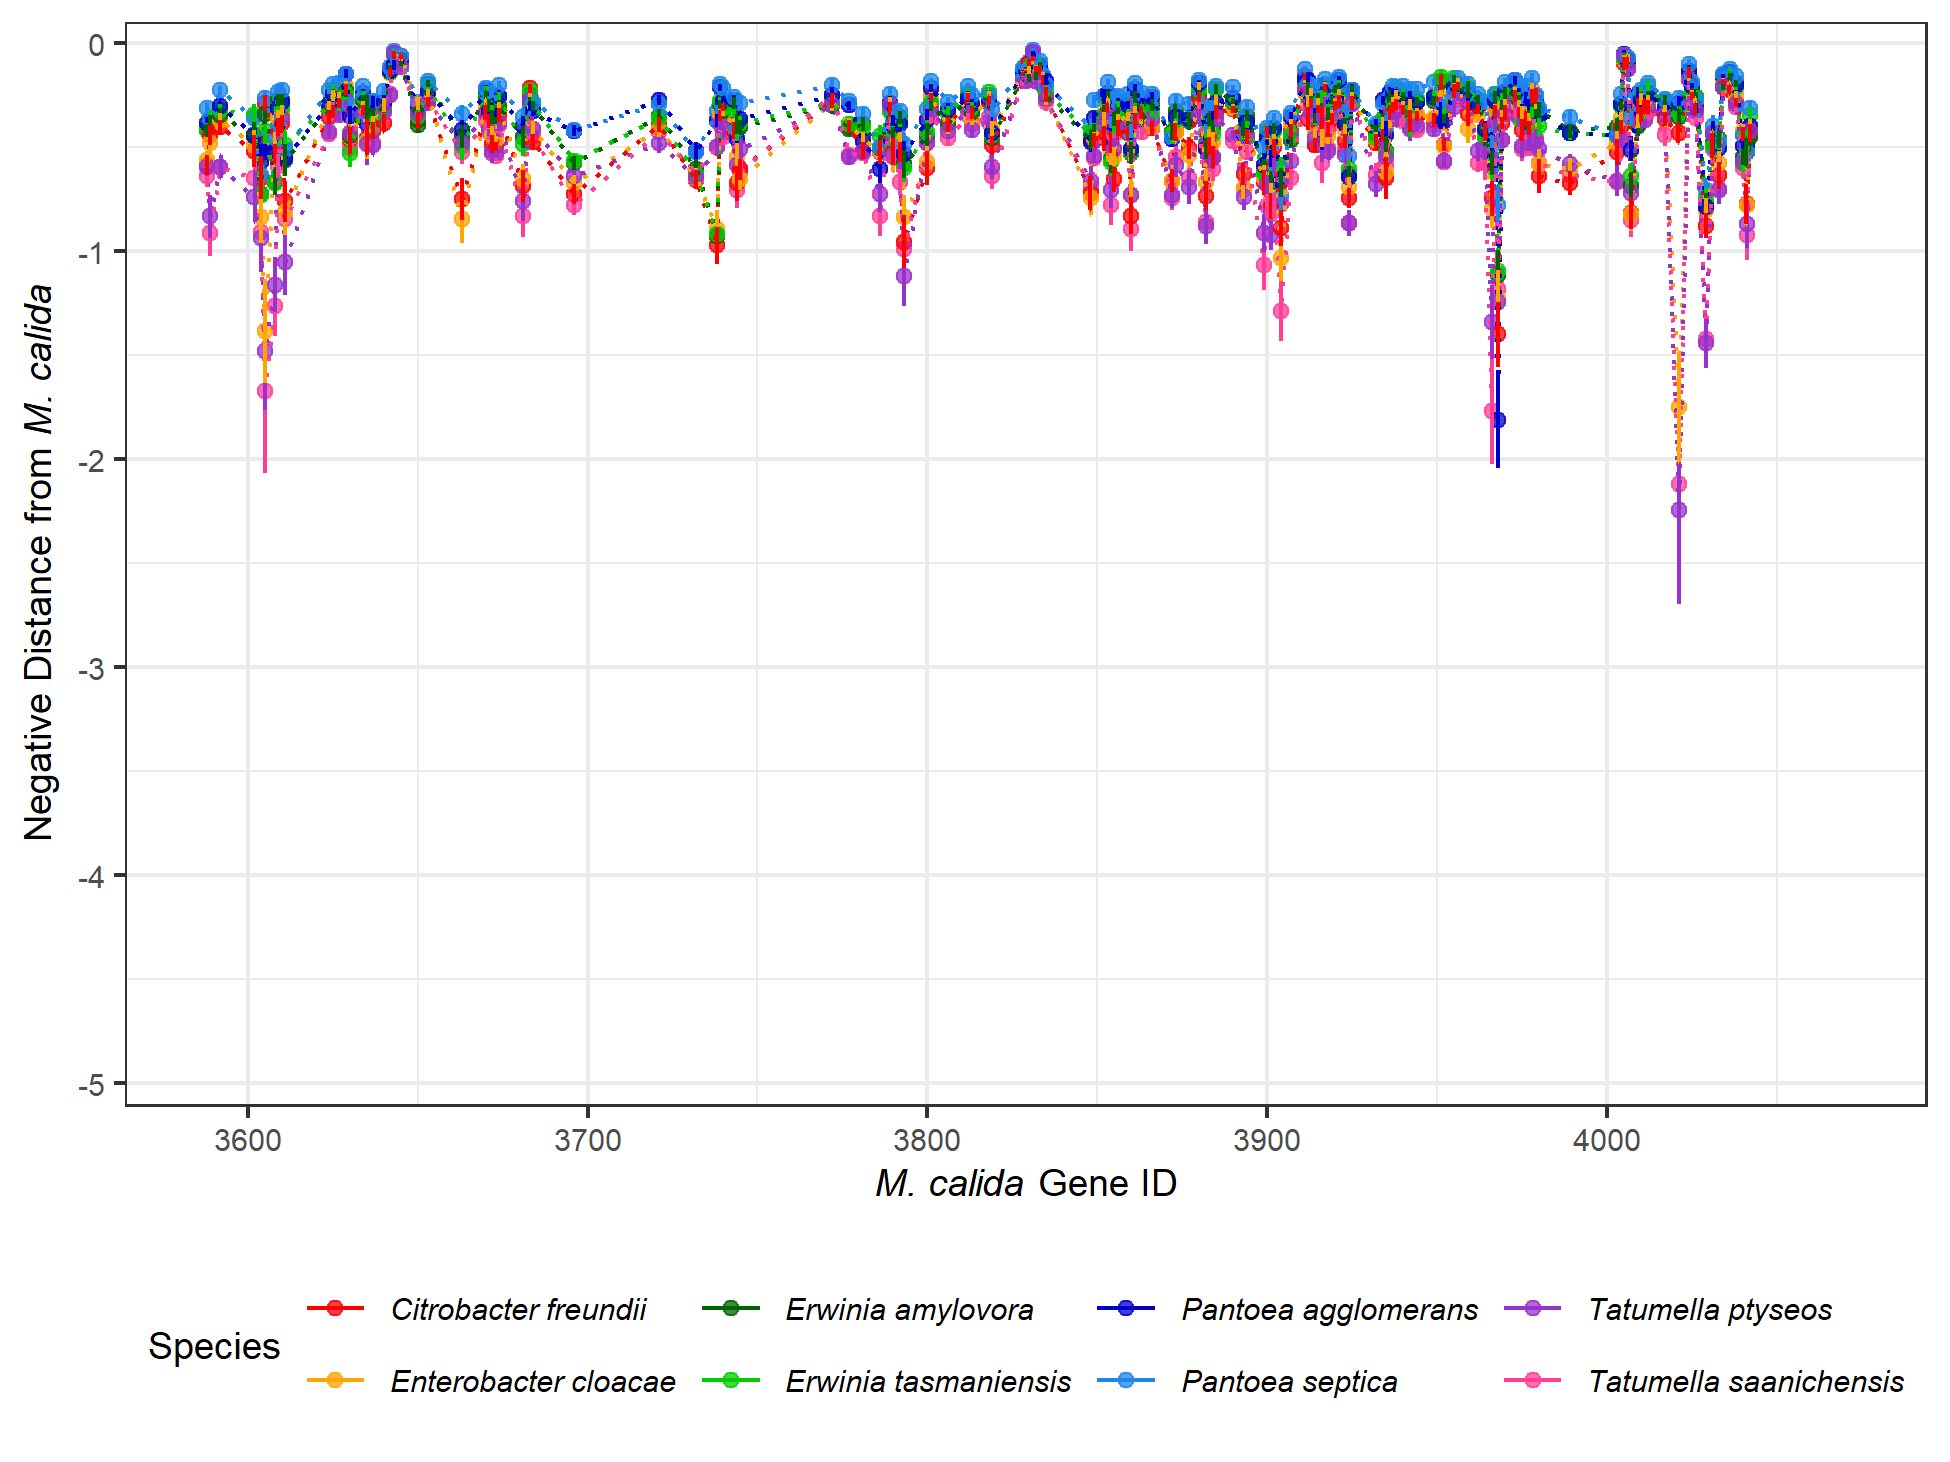 0
-1
-2
-3
-4
-5
Negative Distance from M. calida
3600 3700 3800 3900 4000
M. calida Gene ID
Species
Citrobacter freundii Erwinia amylovora Pantoea agglomerans Tatumella ptyseos
Enterobacter cloacae Erwinia tasmaniensis Pantoea septica Tatumella saanichensis